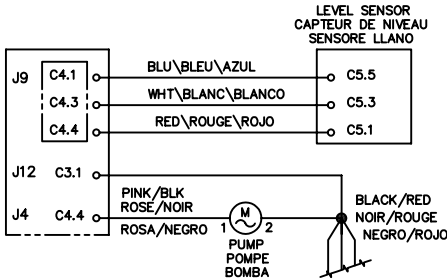 LEVEL SENSOR
CAPTEUR DE NIVEAU
SENSORE LLANO
J9 C4.1 BLU\BLEU\AZUL C5.5
C4.3 WHT\BLANC\BLANCO C5.3
C4.4 RED\ROUGE\ROJO C5.1
J12 C3.1
PINK/BLK
ROSE/NOIR
J4 C4.4
ROSA/NEGRO
1 M 2
PUMP
POMPE
BOMBA
BLACK/RED
NOIR/ROUGE
NEGRO/ROJO